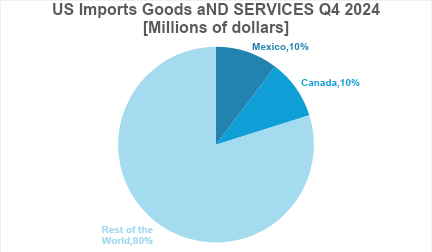 US Imports Goods aND SERVICES Q4 2024
[Millions of dollars]
Mexico,10%
Canada,10%
Rest of the
World,80%